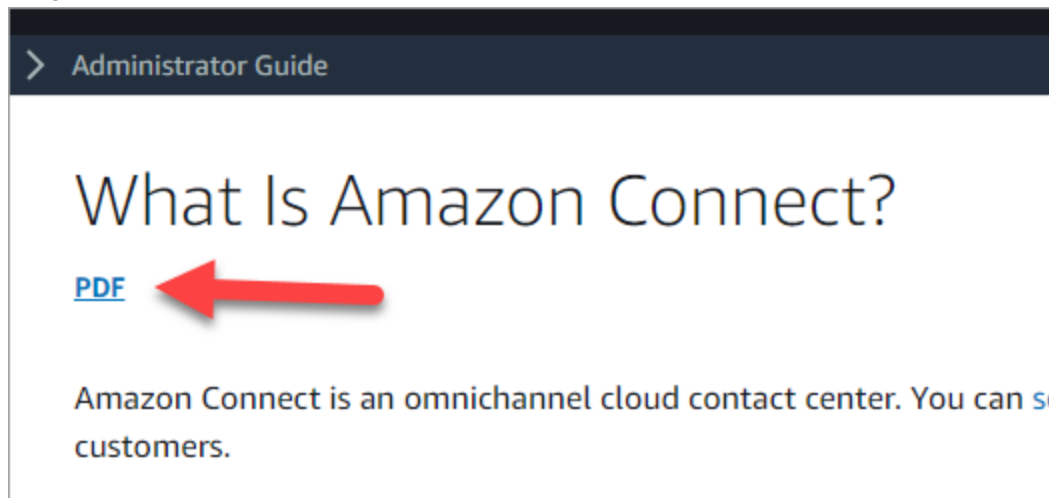 Administrator Guide
What Is Amazon Connect?
PDF
Amazon Connect is an omnichannel cloud contact center. You can
customers.